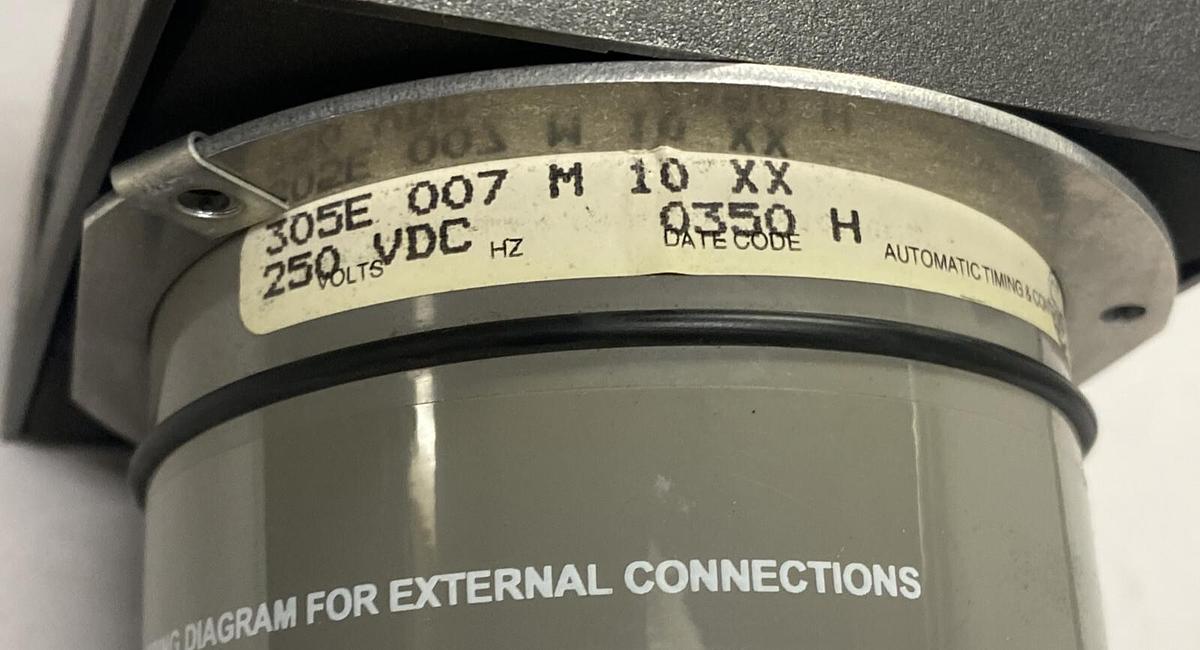 305E 007 M 10 XX
250 VDC 0350 H
VOLTS HZ DATE CODE AUTOMATIC TIMING &
DIAGRAM FOR EXTERNAL CONNECTIONS